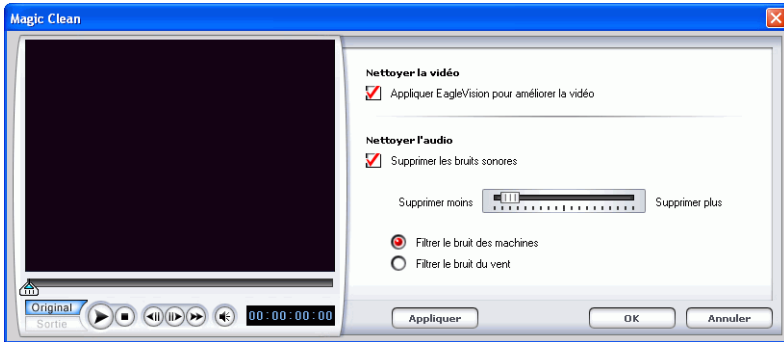 Magic Clean
Nettoyer la vidéo
Appliquer EagleVision pour améliorer la vidéo
Nettoyer l'audio
Supprimer les bruits sonores
Supprimer moins Supprimer plus
Filtrer le bruit des machines
Filtrer le bruit du vent
Original
Sortie
00:00:00:00
Appliquer OK Annuler